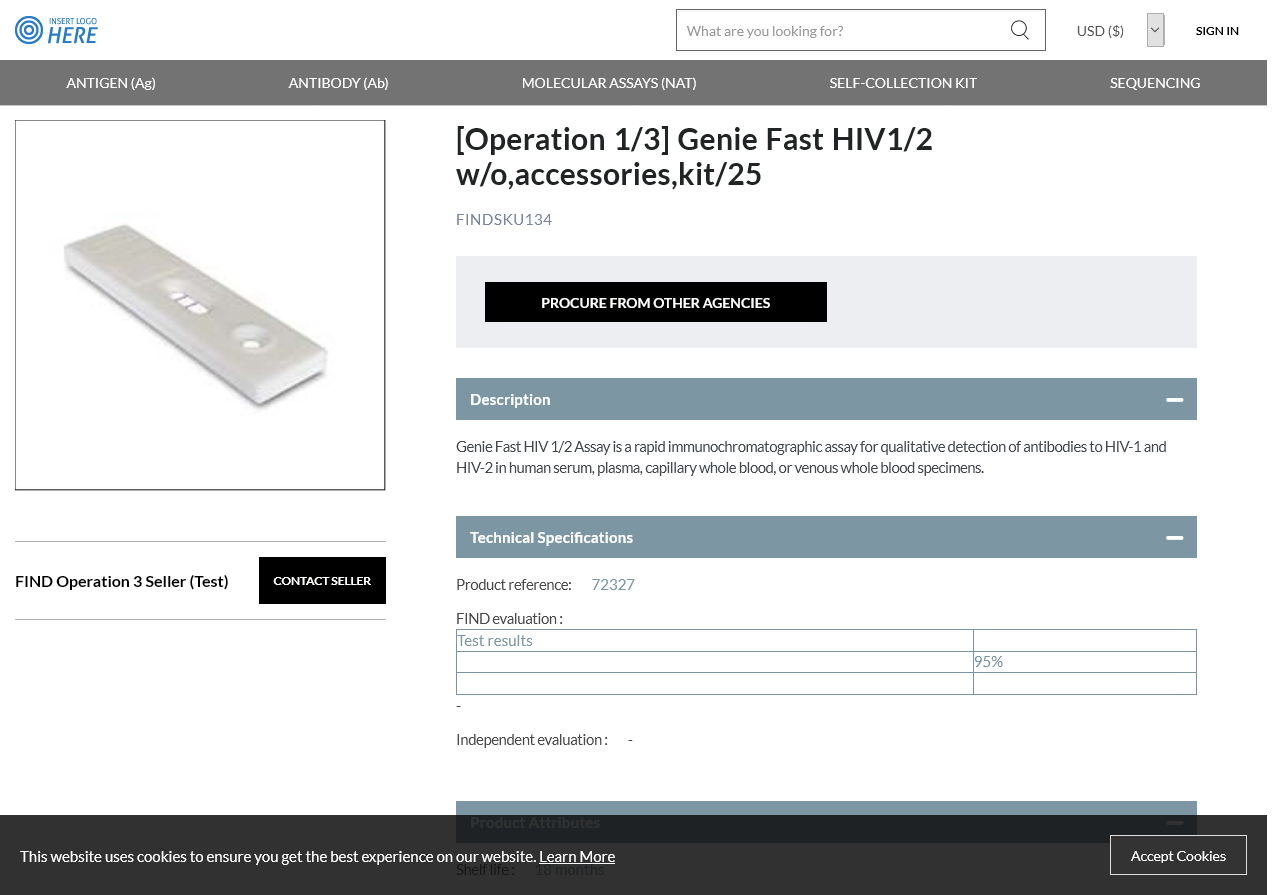 INSERT LOGO
HERE
What are you looking for?
USD ($)
SIGN IN
ANTIGEN (Ag)
ANTIBODY (Ab)
MOLECULAR ASSAYS (NAT)
SELF-COLLECTION KIT
SEQUENCING
[Operation 1/3] Genie Fast HIV1/2
w/o,accessories,kit/25
FINDSKU134
PROCURE FROM OTHER AGENCIES
Description
Genie Fast HIV 1/2 Assay is a rapid immunochromatographic assay for qualitative detection of antibodies to HIV-1 and
HIV-2 in human serum, plasma, capillary whole blood, or venous whole blood specimens.
FIND Operation 3 Seller (Test)
CONTACT SELLER
Technical Specifications
Product reference: 72327
FIND evaluation :
Test results
95%
-
Independent evaluation : -
Product Attributes
Shelf life : 18 months
This website uses cookies to ensure you get the best experience on our website. Learn More
Accept Cookies